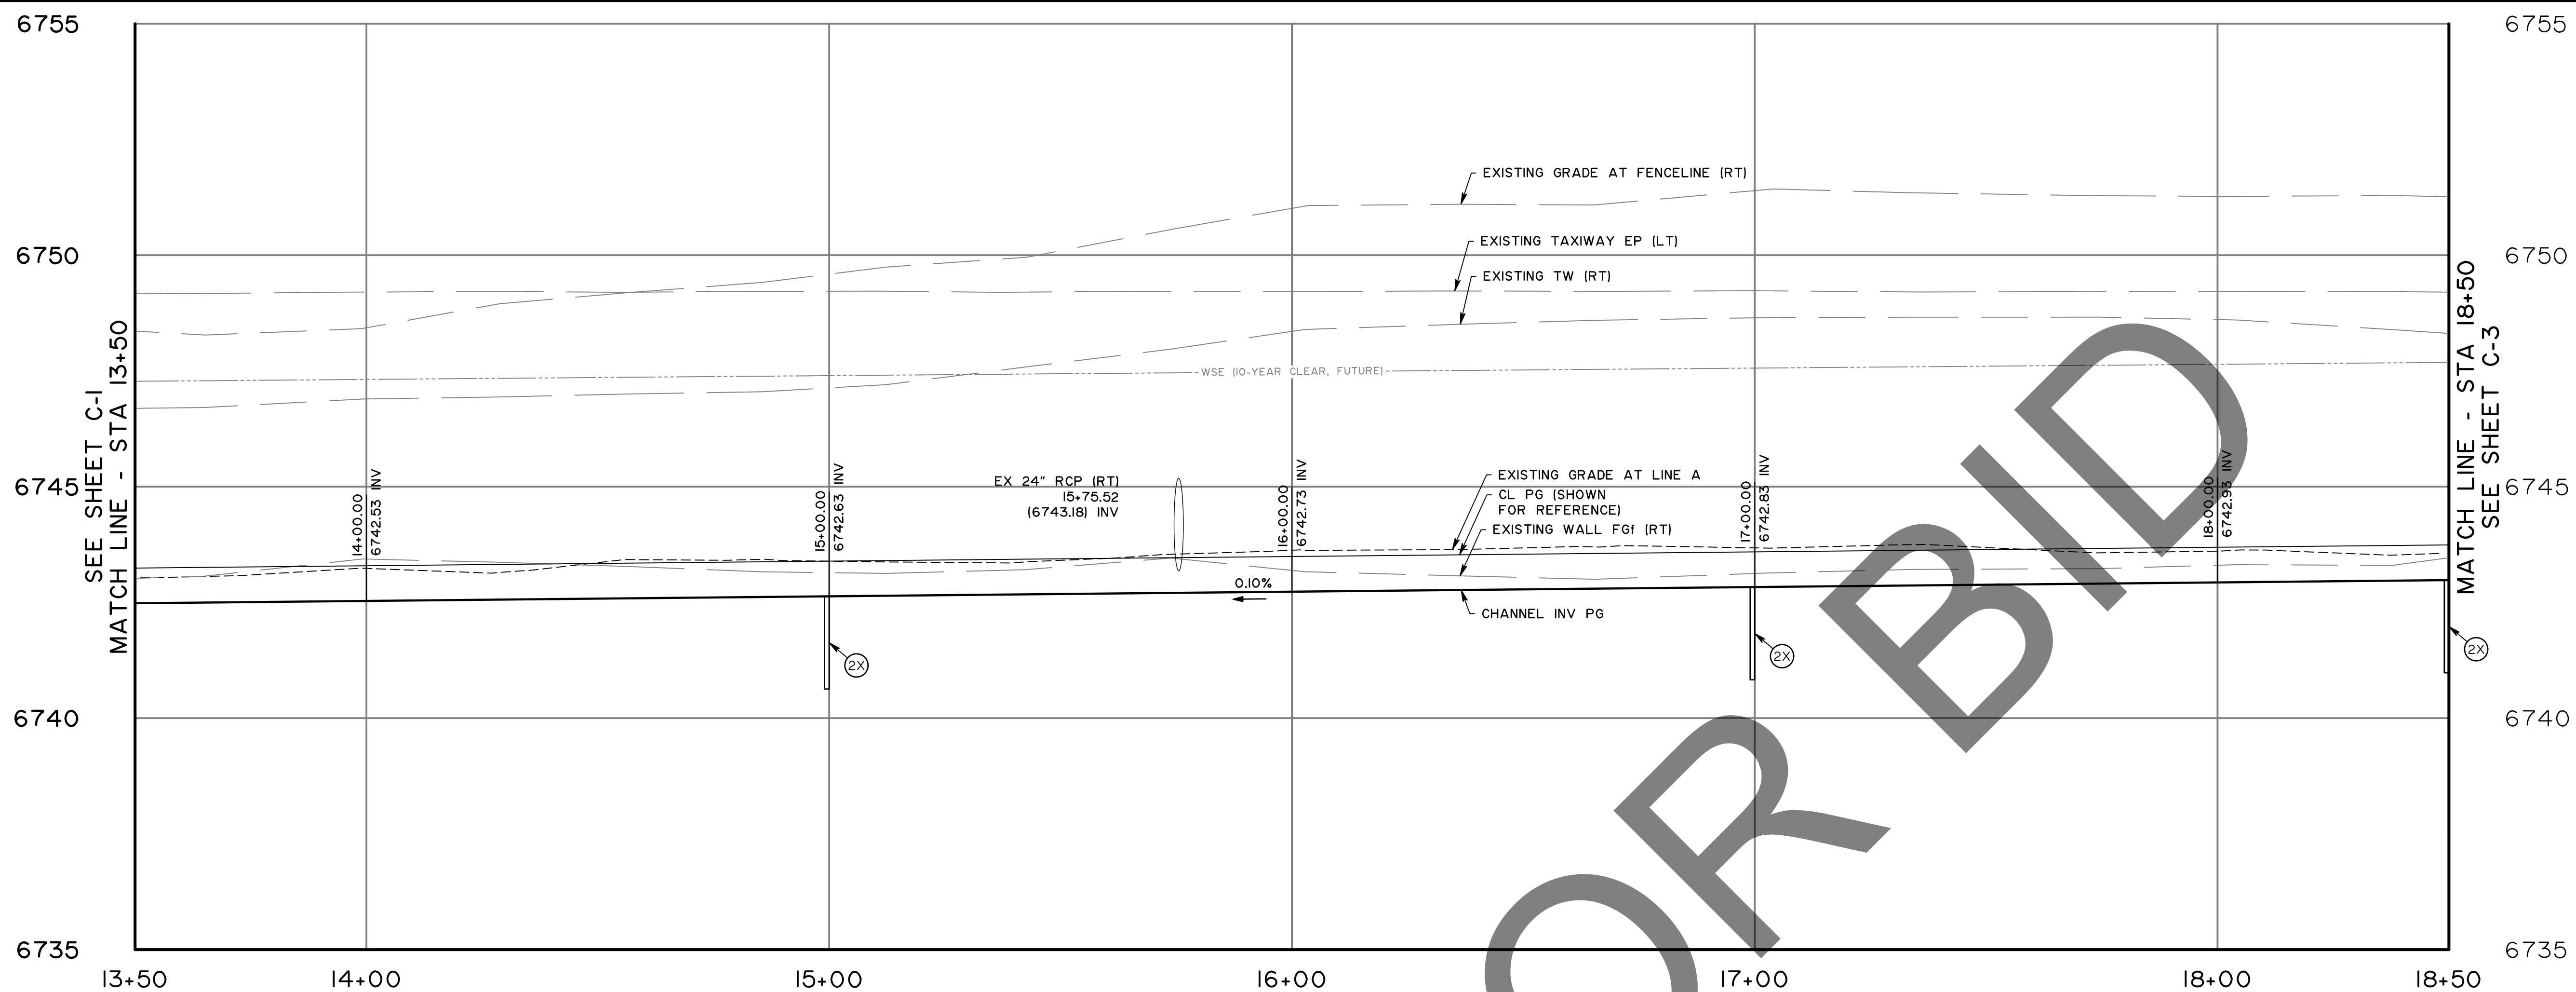 6755
6755
EXISTING GRADE AT FENCELINE (RT)
6750
EXISTING TAXIWAY EP (LT)
6750
EXISTING TW (RT)
SEE SHEET C-1
MATCH LINE - STA 13+50
WSE (10-YEAR CLEAR, FUTURE)
MATCH LINE - STA 18+50
SEE SHEET C-3
6745
6745
14+00.00
6742.53 INV
15+00.00
6742.63 INV
EX 24" RCP (RT)
15+75.52
(6743.18) INV
16+00.00
6742.73 INV
EXISTING GRADE AT LINE A
CL PG (SHOWN
FOR REFERENCE)
EXISTING WALL FGf (RT)
17+00.00
6742.83 INV
18+00.00
6742.93 INV
0.10%
CHANNEL INV PG
2X
2X
2X
6740
6740
6735
6735
13+50
14+00
15+00
16+00
17+00
18+00
18+50
OR BID